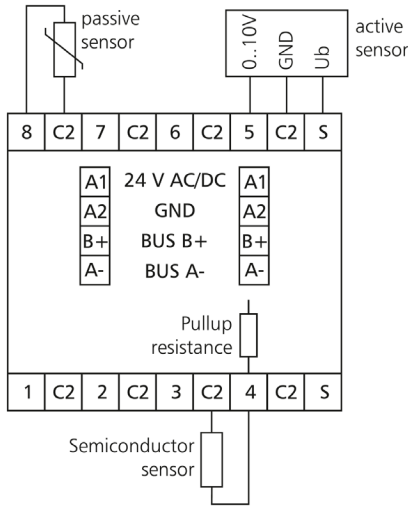 passive
sensor
0..10V
GND
Ub
active
sensor
8 C2 7 C2 6 C2 5 C2 S
A1 24 V AC/DC A1
A2 GND A2
B+ BUS B+ B+
A- BUS A- A-
Pullup
resistance
1 C2 2 C2 3 C2 4 C2 S
Semiconductor
sensor